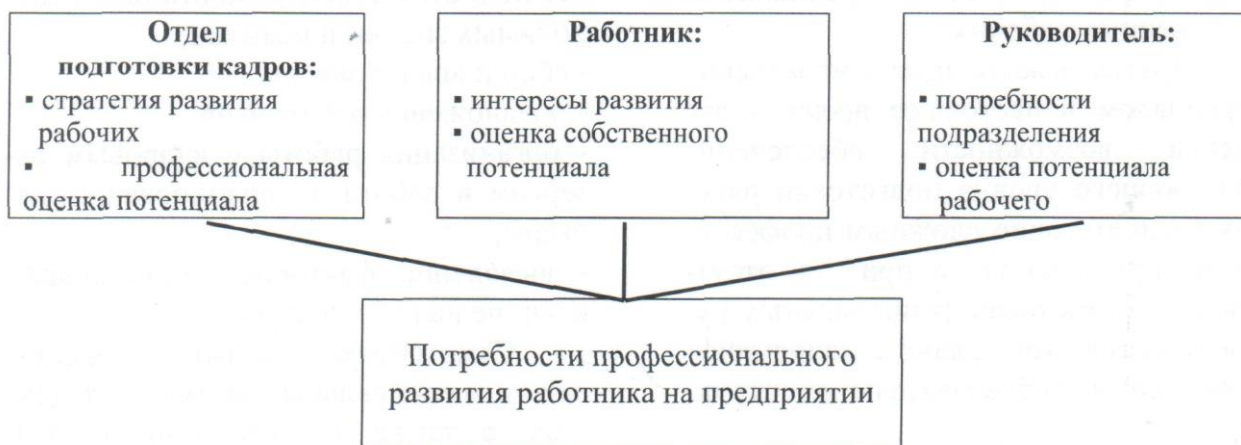 Отдел
подготовки кадров:
▪ стратегия развития
рабочих
▪ профессиональная
оценка потенциала
Работник:
▪ интересы развития
▪ оценка собственного
потенциала
Руководитель:
▪ потребности
подразделения
▪ оценка потенциала
рабочего
Потребности профессионального
развития работника на предприятии